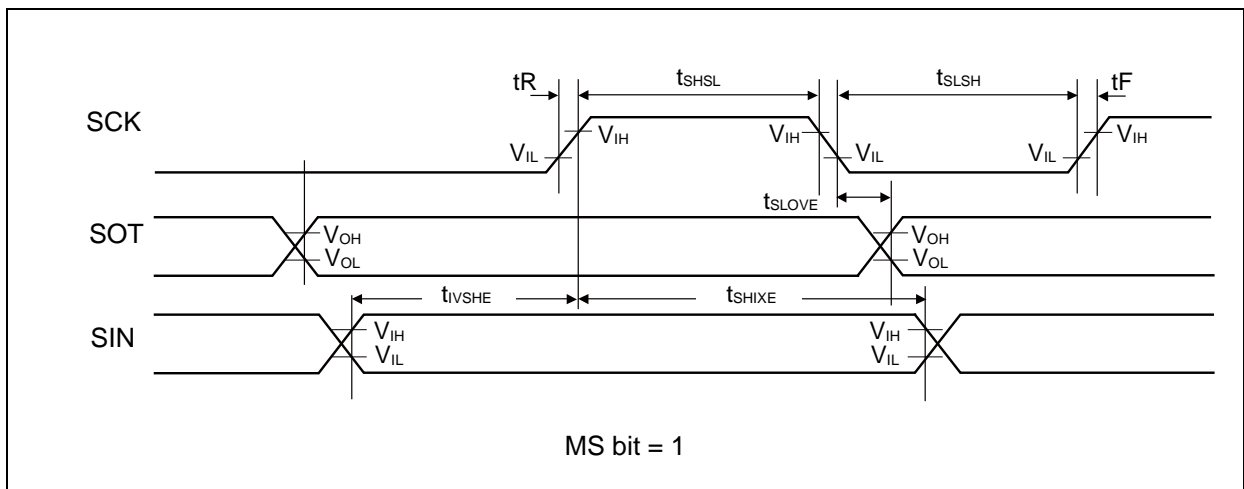 tR tSHSL tSLSH tF
SCK
VIH VIH VIH
VIL VIL VIL
tSLOVE
SOT
VOH VOH
VOL VOL
tIVSHE tSHIXE
SIN
VIH VIH
VIL VIL
MS bit = 1